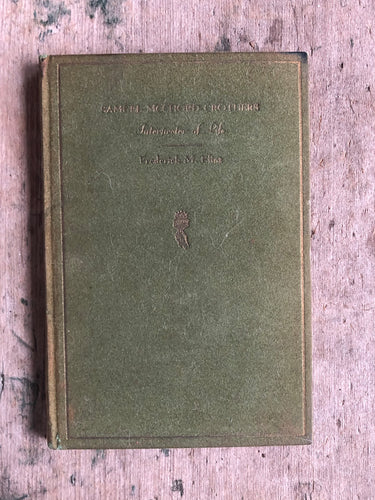 SAMUEL MCCHORD CROTHERS
Interpreter of Life
Frederick M. Eliot